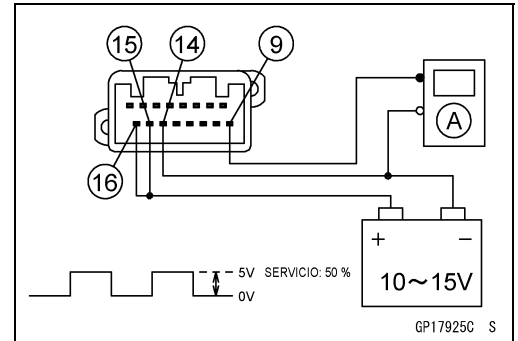 15 14 9
A
16
+ −
5V SERVICIO: 50 %
0V
10～15V
GP17925C S